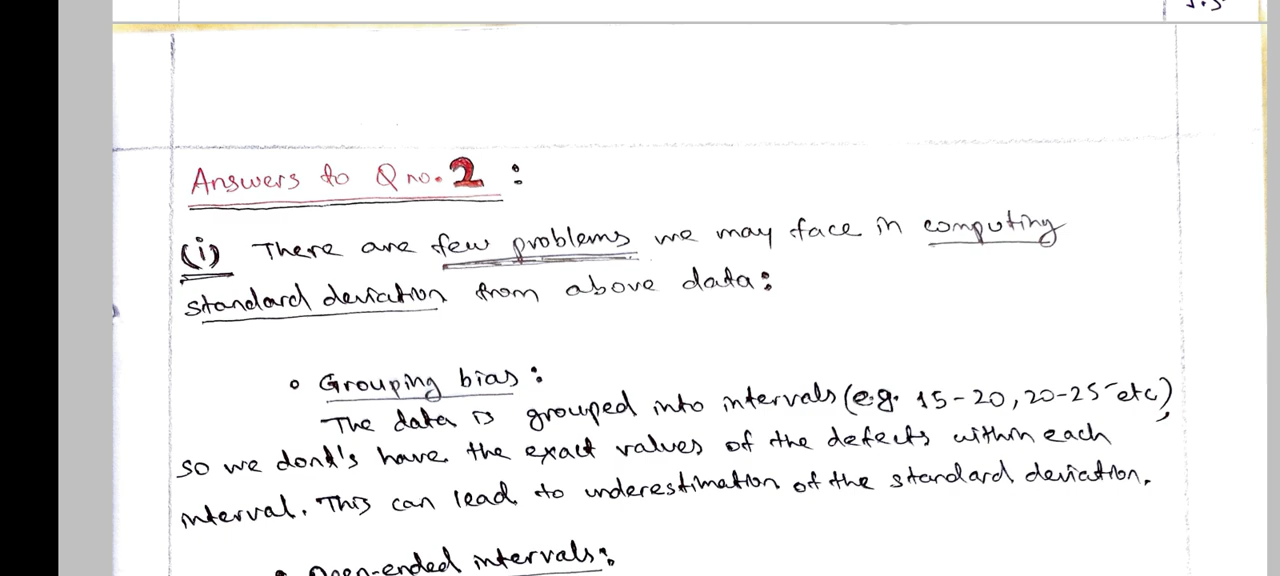 Answers to Q no. 2 :
(i) There are few problems we may face in computing
standard deviation from above data:
• Grouping bias:
The data is grouped into intervals (e.g. 15-20, 20-25 etc),
so we dont's have the exact values of the defects within each
interval. This can lead to underestimation of the standard deviation.
• Open-ended intervals: